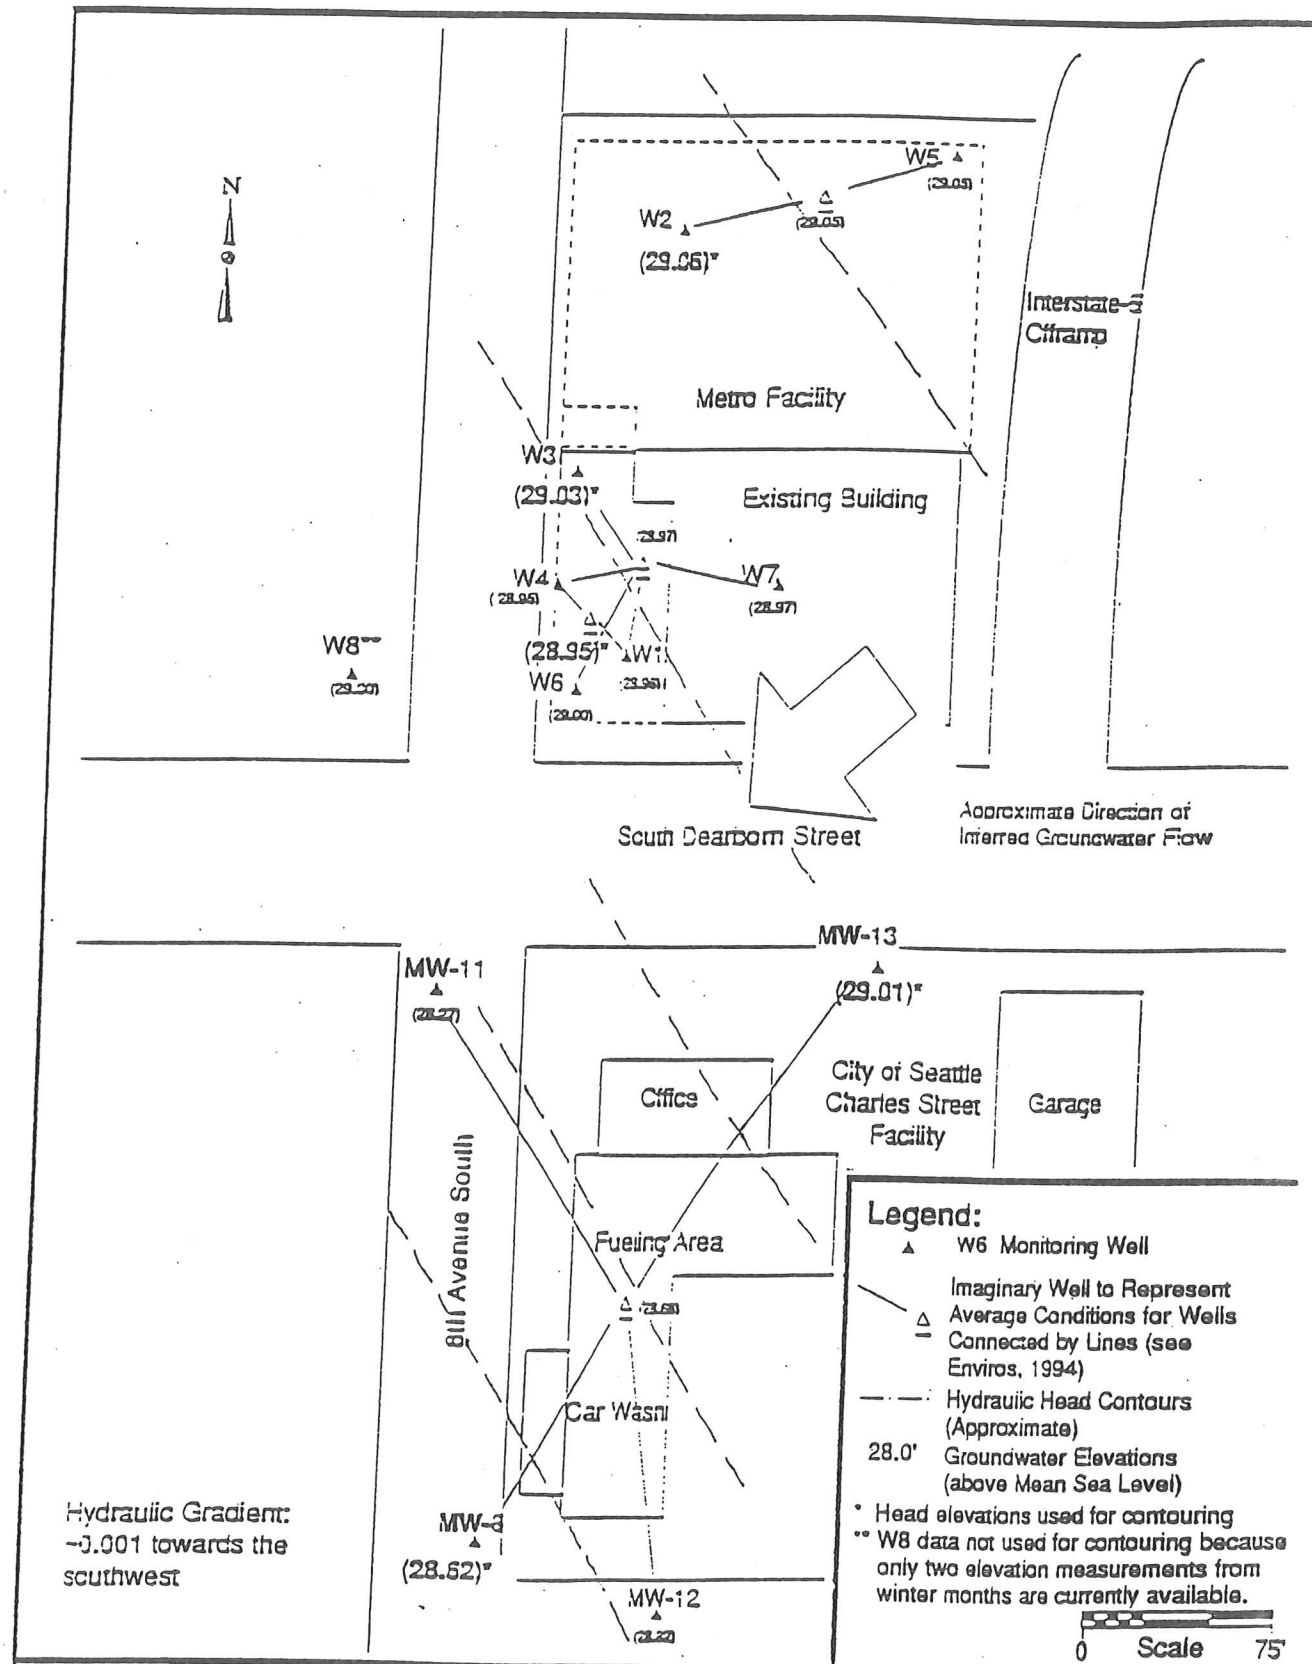 N
W5
(29.05)
(29.05)
W2
(29.06)*
Interstate-5
Offramp
Metro Facility
W3
(29.03)*
Existing Building
(28.97)
W4
(28.95)
W7
(28.97)
W8**
(28.95)*
W1
(28.96)
W6
(29.00)
South Dearborn Street
Approximate Direction of
Inferred Groundwater Flow
MW-13
(29.01)*
MW-11
(28.27)
Office
City of Seattle
Charles Street
Facility
Garage
8th Avenue South
Fueling Area
Car Wash
Legend:
W6 Monitoring Well
Imaginary Well to Represent
Average Conditions for Wells
Connected by Lines (see
Enviros, 1994)
Hydraulic Head Contours
(Approximate)
28.0' Groundwater Elevations
(above Mean Sea Level)
* Head elevations used for contouring
** W8 data not used for contouring because
only two elevation measurements from
winter months are currently available.
0 Scale 75'
Hydraulic Gradient:
~0.001 towards the
southwest
(28.62)*
MW-12